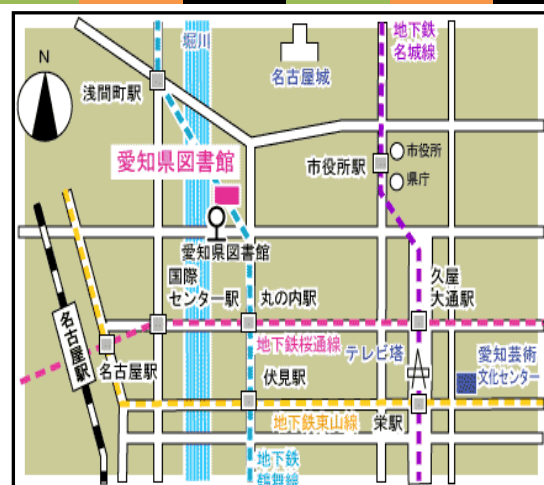 N
堀川
名古屋城
地下鉄
名城線
浅間町駅
愛知県図書館
市役所駅
市役所
県庁
愛知県図書館
国際
センター駅
丸の内駅
久屋
大通駅
名古屋駅
名古屋駅
地下鉄桜通線
テレビ塔
愛知芸術
文化センター
伏見駅
地下鉄東山線
栄駅
地下鉄
鶴舞線